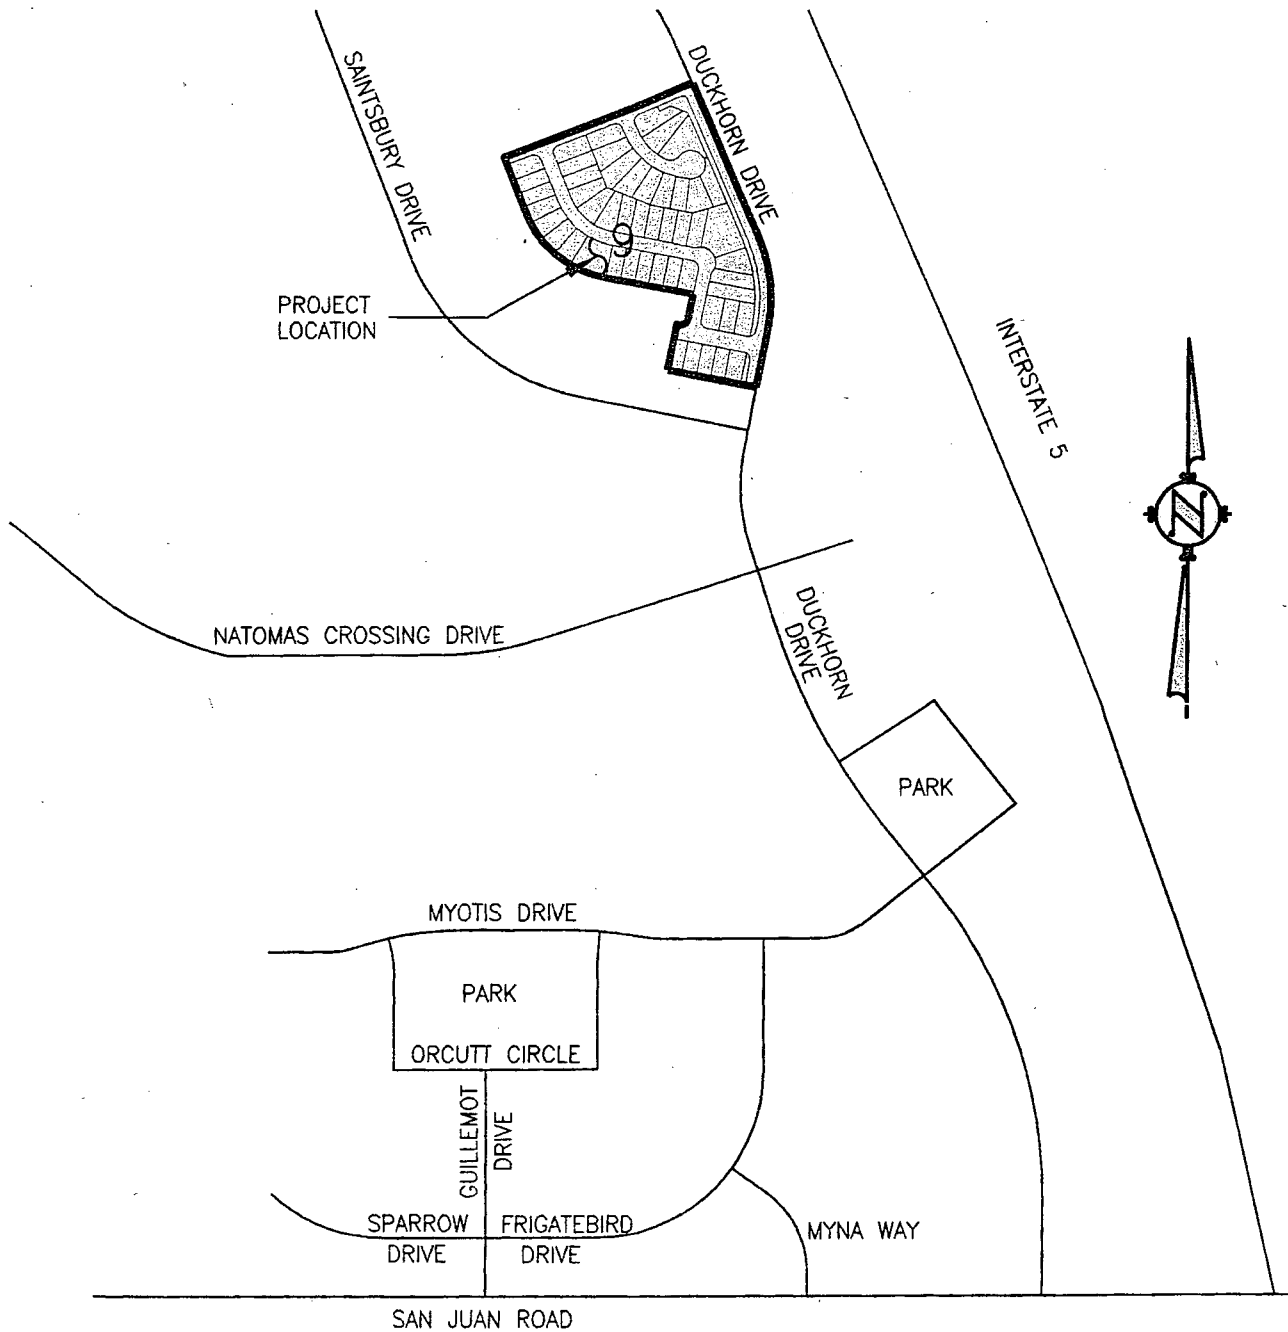 SAINTSBURY DRIVE
DUCKHORN DRIVE
59
PROJECT
LOCATION
INTERSTATE 5
N
NATOMAS CROSSING DRIVE
DUCKHORN
DRIVE
PARK
MYOTIS DRIVE
PARK
ORCUTT CIRCLE
GUILLEMOT
DRIVE
SPARROW
DRIVE
FRIGATEBIRD
DRIVE
MYNA WAY
SAN JUAN ROAD